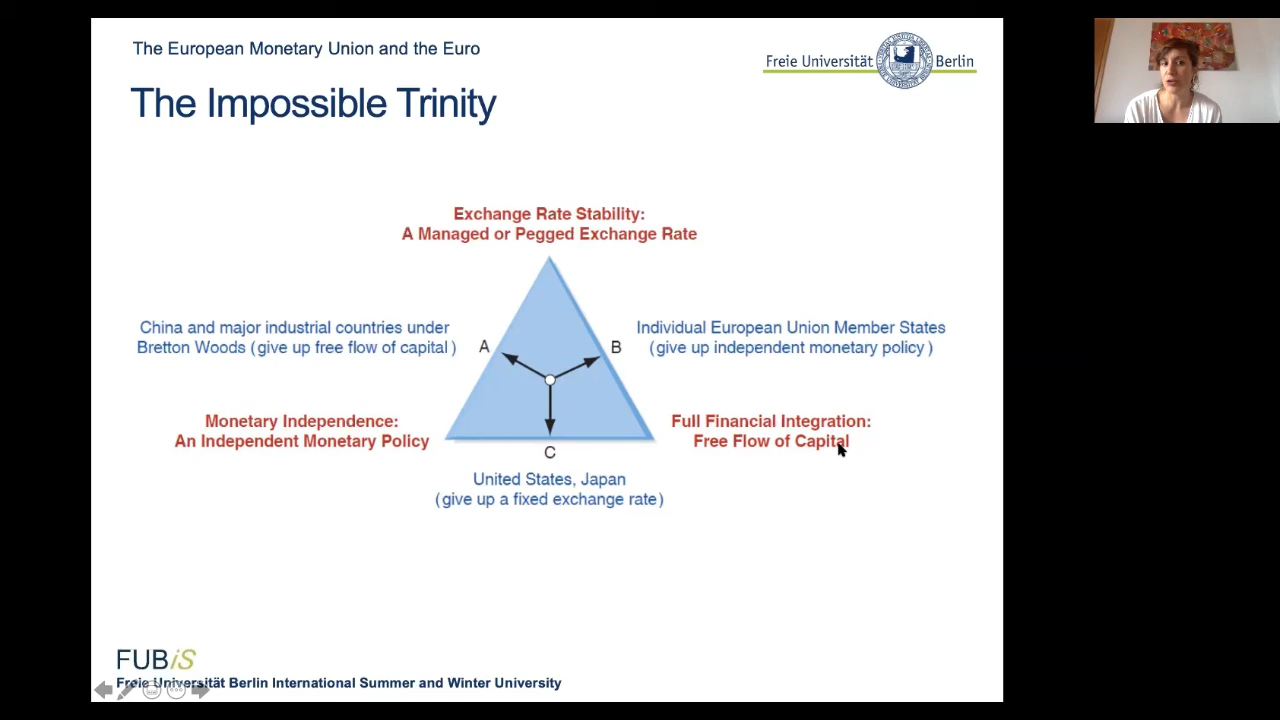 The European Monetary Union and the Euro
Freie Universität Berlin
The Impossible Trinity
Exchange Rate Stability:
A Managed or Pegged Exchange Rate
China and major industrial countries under
Bretton Woods (give up free flow of capital)
A
B
Individual European Union Member States
(give up independent monetary policy)
Monetary Independence:
An Independent Monetary Policy
Full Financial Integration:
Free Flow of Capital
C
United States, Japan
(give up a fixed exchange rate)
FUBiS
Freie Universität Berlin International Summer and Winter University